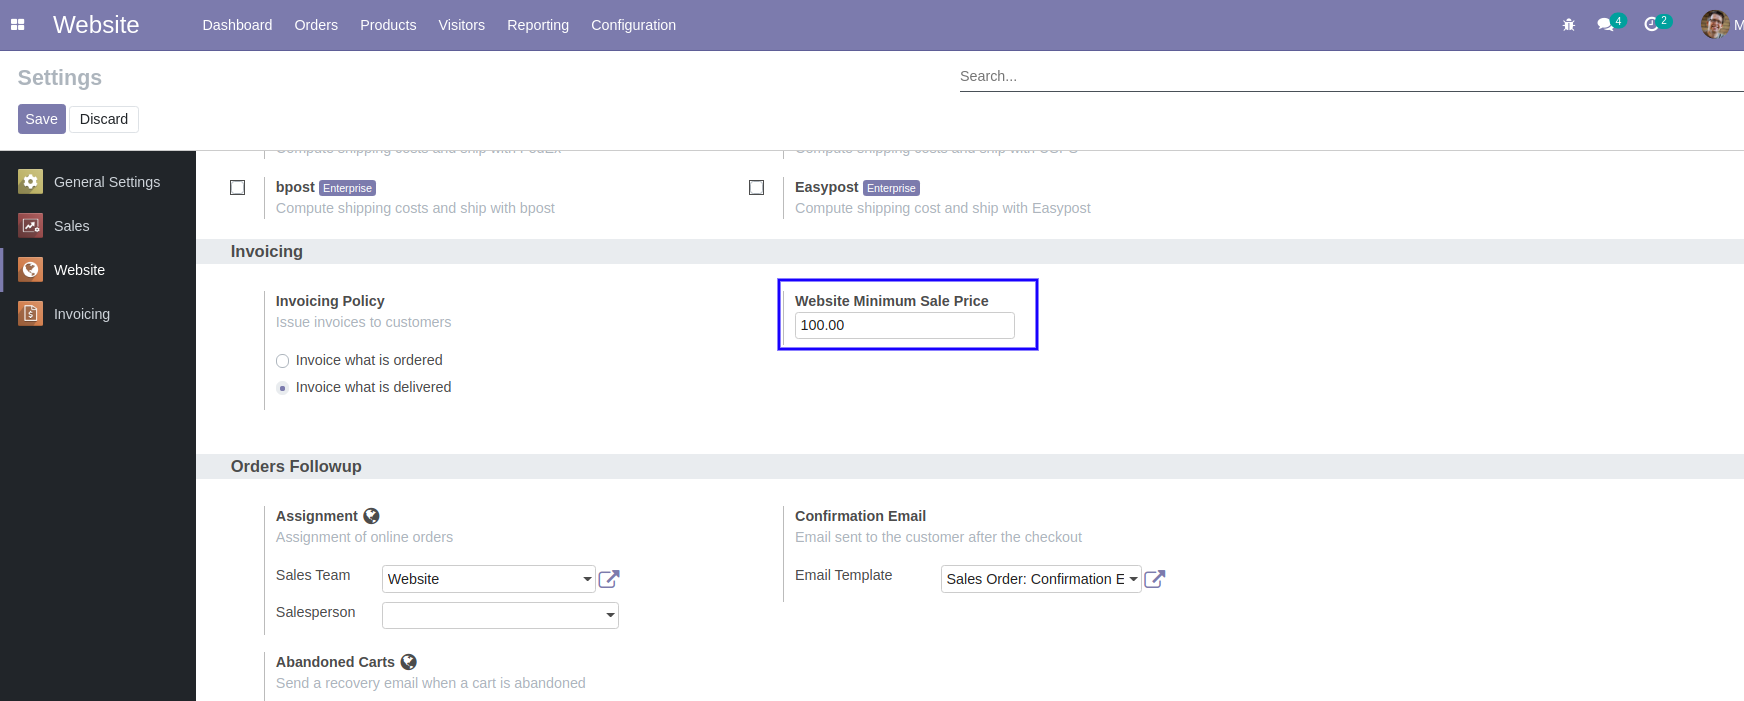 Website Dashboard Orders Products Visitors Reporting Configuration 4 2 M
Settings
Search...
Save Discard
General Settings
Sales
Website
Invoicing
Compute shipping costs and ship with FedEx
Compute shipping costs and ship with USPS
bpost Enterprise
Compute shipping costs and ship with bpost
Easypost Enterprise
Compute shipping cost and ship with Easypost
Invoicing
Invoicing Policy
Issue invoices to customers
Invoice what is ordered
Invoice what is delivered
Website Minimum Sale Price
100.00
Orders Followup
Assignment
Assignment of online orders
Sales Team Website
Salesperson
Confirmation Email
Email sent to the customer after the checkout
Email Template Sales Order: Confirmation E
Abandoned Carts
Send a recovery email when a cart is abandoned